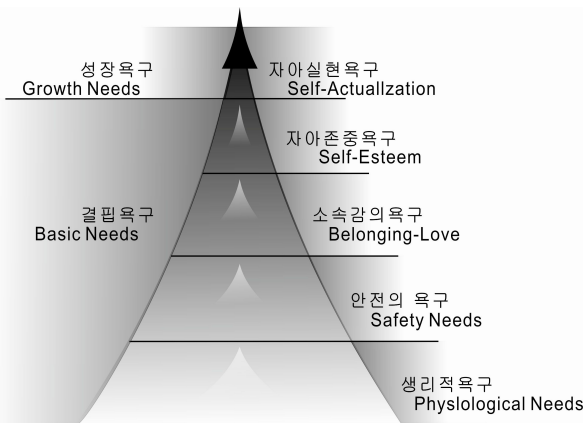 성장욕구
Growth Needs
자아실현욕구
Self-Actuallzation
자아존중욕구
Self-Esteem
결핍욕구
Basic Needs
소속감의욕구
Belonging-Love
안전의 욕구
Safety Needs
생리적욕구
Physlological Needs